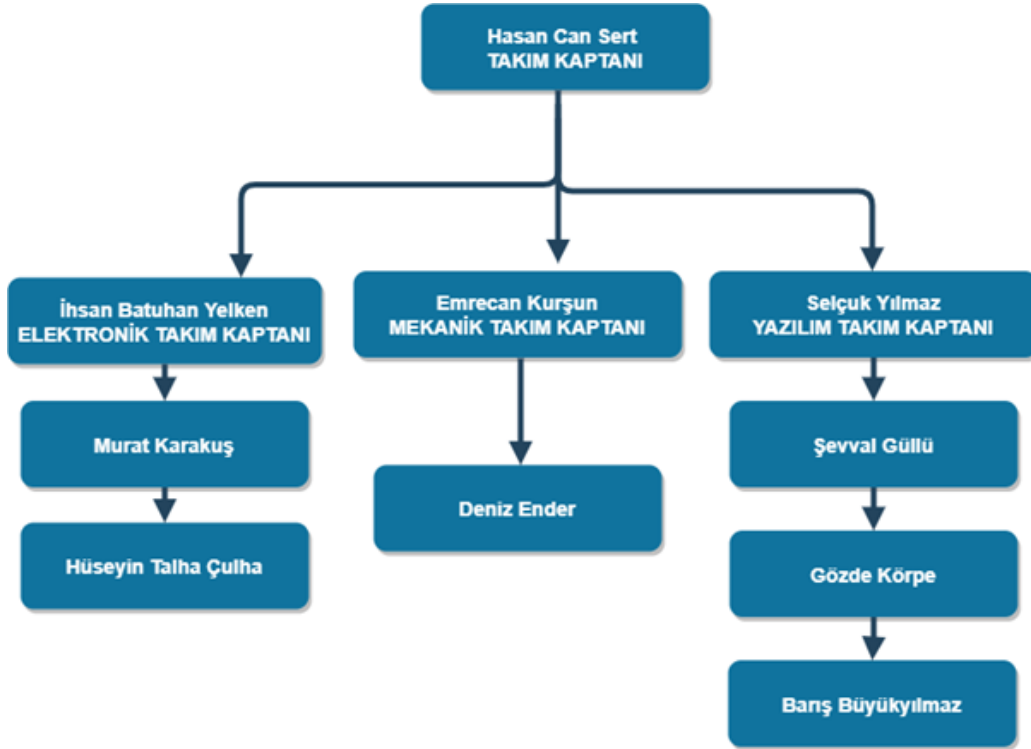 Hasan Can Sert
TAKIM KAPTANI
İhsan Batuhan Yelken
ELEKTRONİK TAKIM KAPTANI
Emrecan Kurşun
MEKANİK TAKIM KAPTANI
Selçuk Yılmaz
YAZILIM TAKIM KAPTANI
Murat Karakuş
Şevval Güllü
Deniz Ender
Hüseyin Talha Çulha
Gözde Körpe
Barış Büyükyılmaz